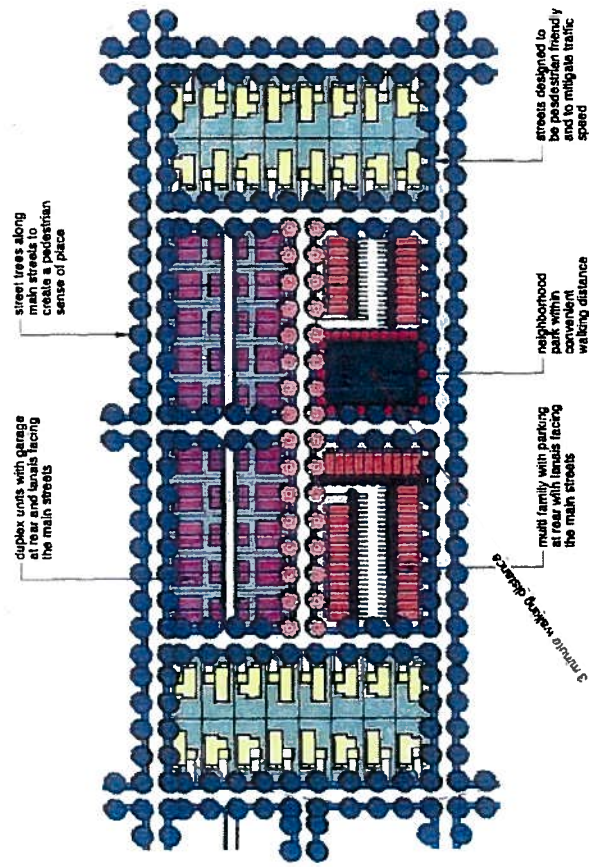 street trees along
main streets to
create a pedestrian
sense of place
duplex units with garage
at rear and lanais facing
the main streets
streets designed to
be pesdestrian friendly
and to mitigate traffic
speed
neighborhood
park within
convenient
walking distance
multi family with parking
at rear with lanais facing
the main streets
3 minute walking distance